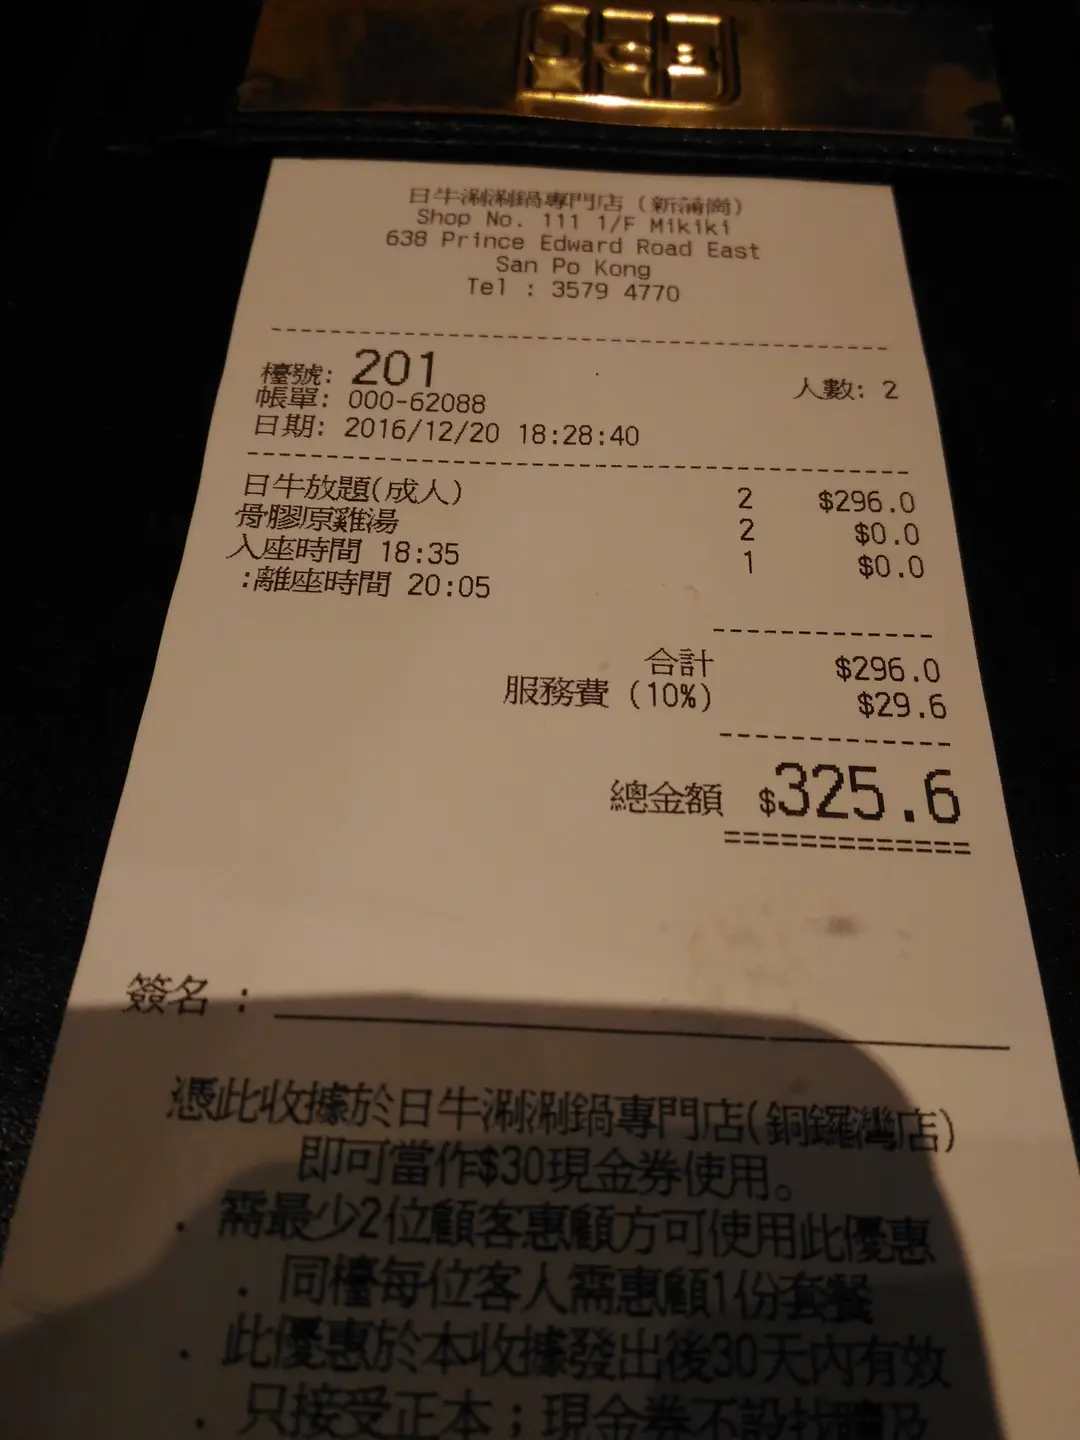 JCB
日牛涮涮鍋專門店 (新蒲崗)
Shop No. 111 1/F Mikiki
638 Prince Edward Road East
San Po Kong
Tel : 3579 4770
檯號: 201 人數: 2
帳單: 000-62088
日期: 2016/12/20 18:28:40
日牛放題(成人) 2 $296.0
骨膠原雞湯 2 $0.0
入座時間 18:35 1 $0.0
:離座時間 20:05
合計 $296.0
服務費 (10%) $29.6
總金額 $325.6
簽名 :
憑此收據於日牛涮涮鍋專門店(銅鑼灣店)
即可當作$30現金券使用。
. 需最少2位顧客惠顧方可使用此優惠
. 同檯每位客人需惠顧1份套餐
. 此優惠於本收據發出後30天內有效
. 只接受正本；現金券不設找贖及